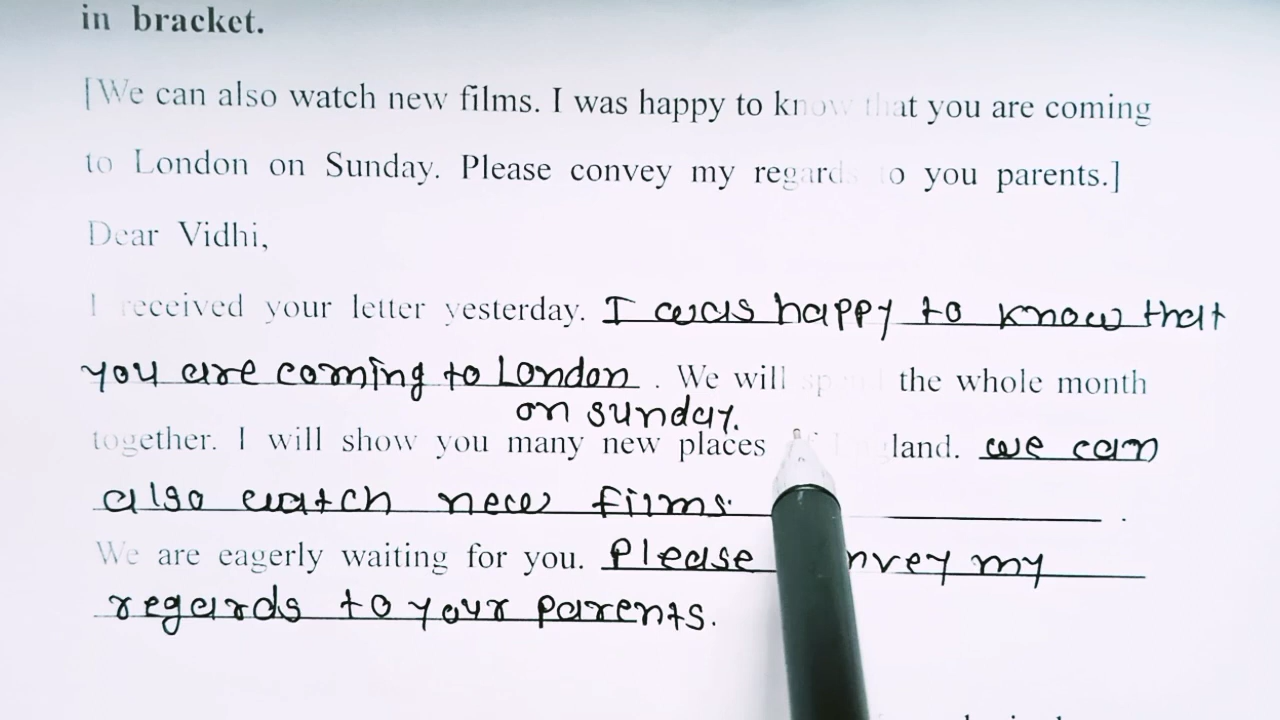 in bracket.
[We can also watch new films. I was happy to know that you are coming
to London on Sunday. Please convey my regards to you parents.]
Dear Vidhi,
I received your letter yesterday. I was happy to know that
you are coming to London. We will spend the whole month
on sunday.
together. I will show you many new places land. we can
also watch new films.
We are eagerly waiting for you. Please my
regards to your parents.